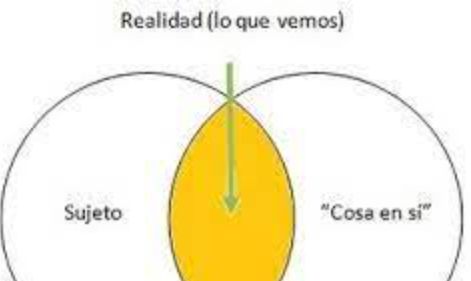 Realidad (lo que vemos)
Sujeto
"Cosa en sí"